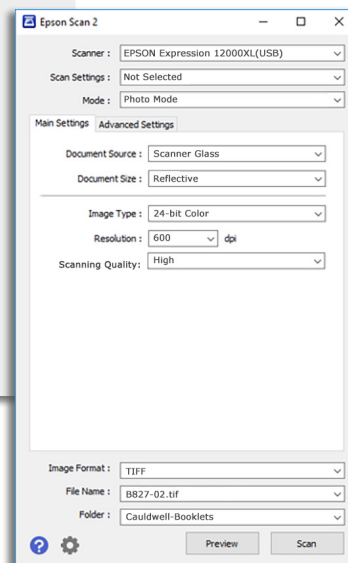 Epson Scan 2
Scanner : EPSON Expression 12000XL(USB)
Scan Settings : Not Selected
Mode : Photo Mode
Main Settings Advanced Settings
Document Source : Scanner Glass
Document Size : Reflective
Image Type : 24-bit Color
Resolution : 600 dpi
Scanning Quality: High
Image Format : TIFF
File Name : B827-02.tif
Folder : Cauldwell-Booklets
? Preview Scan